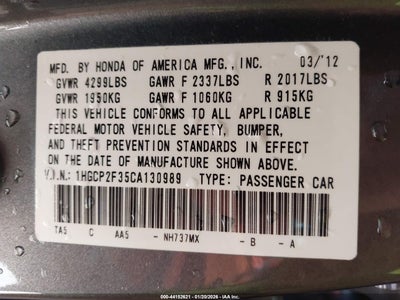 MFD. BY HONDA OF AMERICA MFG., INC. 03/'12
GVWR 4299LBS GAWR F 2337LBS R 2017LBS
GVWR 1950KG GAWR F 1060KG R 915KG
THIS VEHICLE CONFORMS TO ALL APPLICABLE
FEDERAL MOTOR VEHICLE SAFETY, BUMPER,
AND THEFT PREVENTION STANDARDS IN EFFECT
ON DATE OF MANUFACTURE SHOWN ABOVE.
V.I.N.: 1HGCP2F35CA130989 TYPE: PASSENGER CAR
TA5 C AA5 -NH737MX -B -A
000-44152621 - 01/20/2026 - IAA Inc.